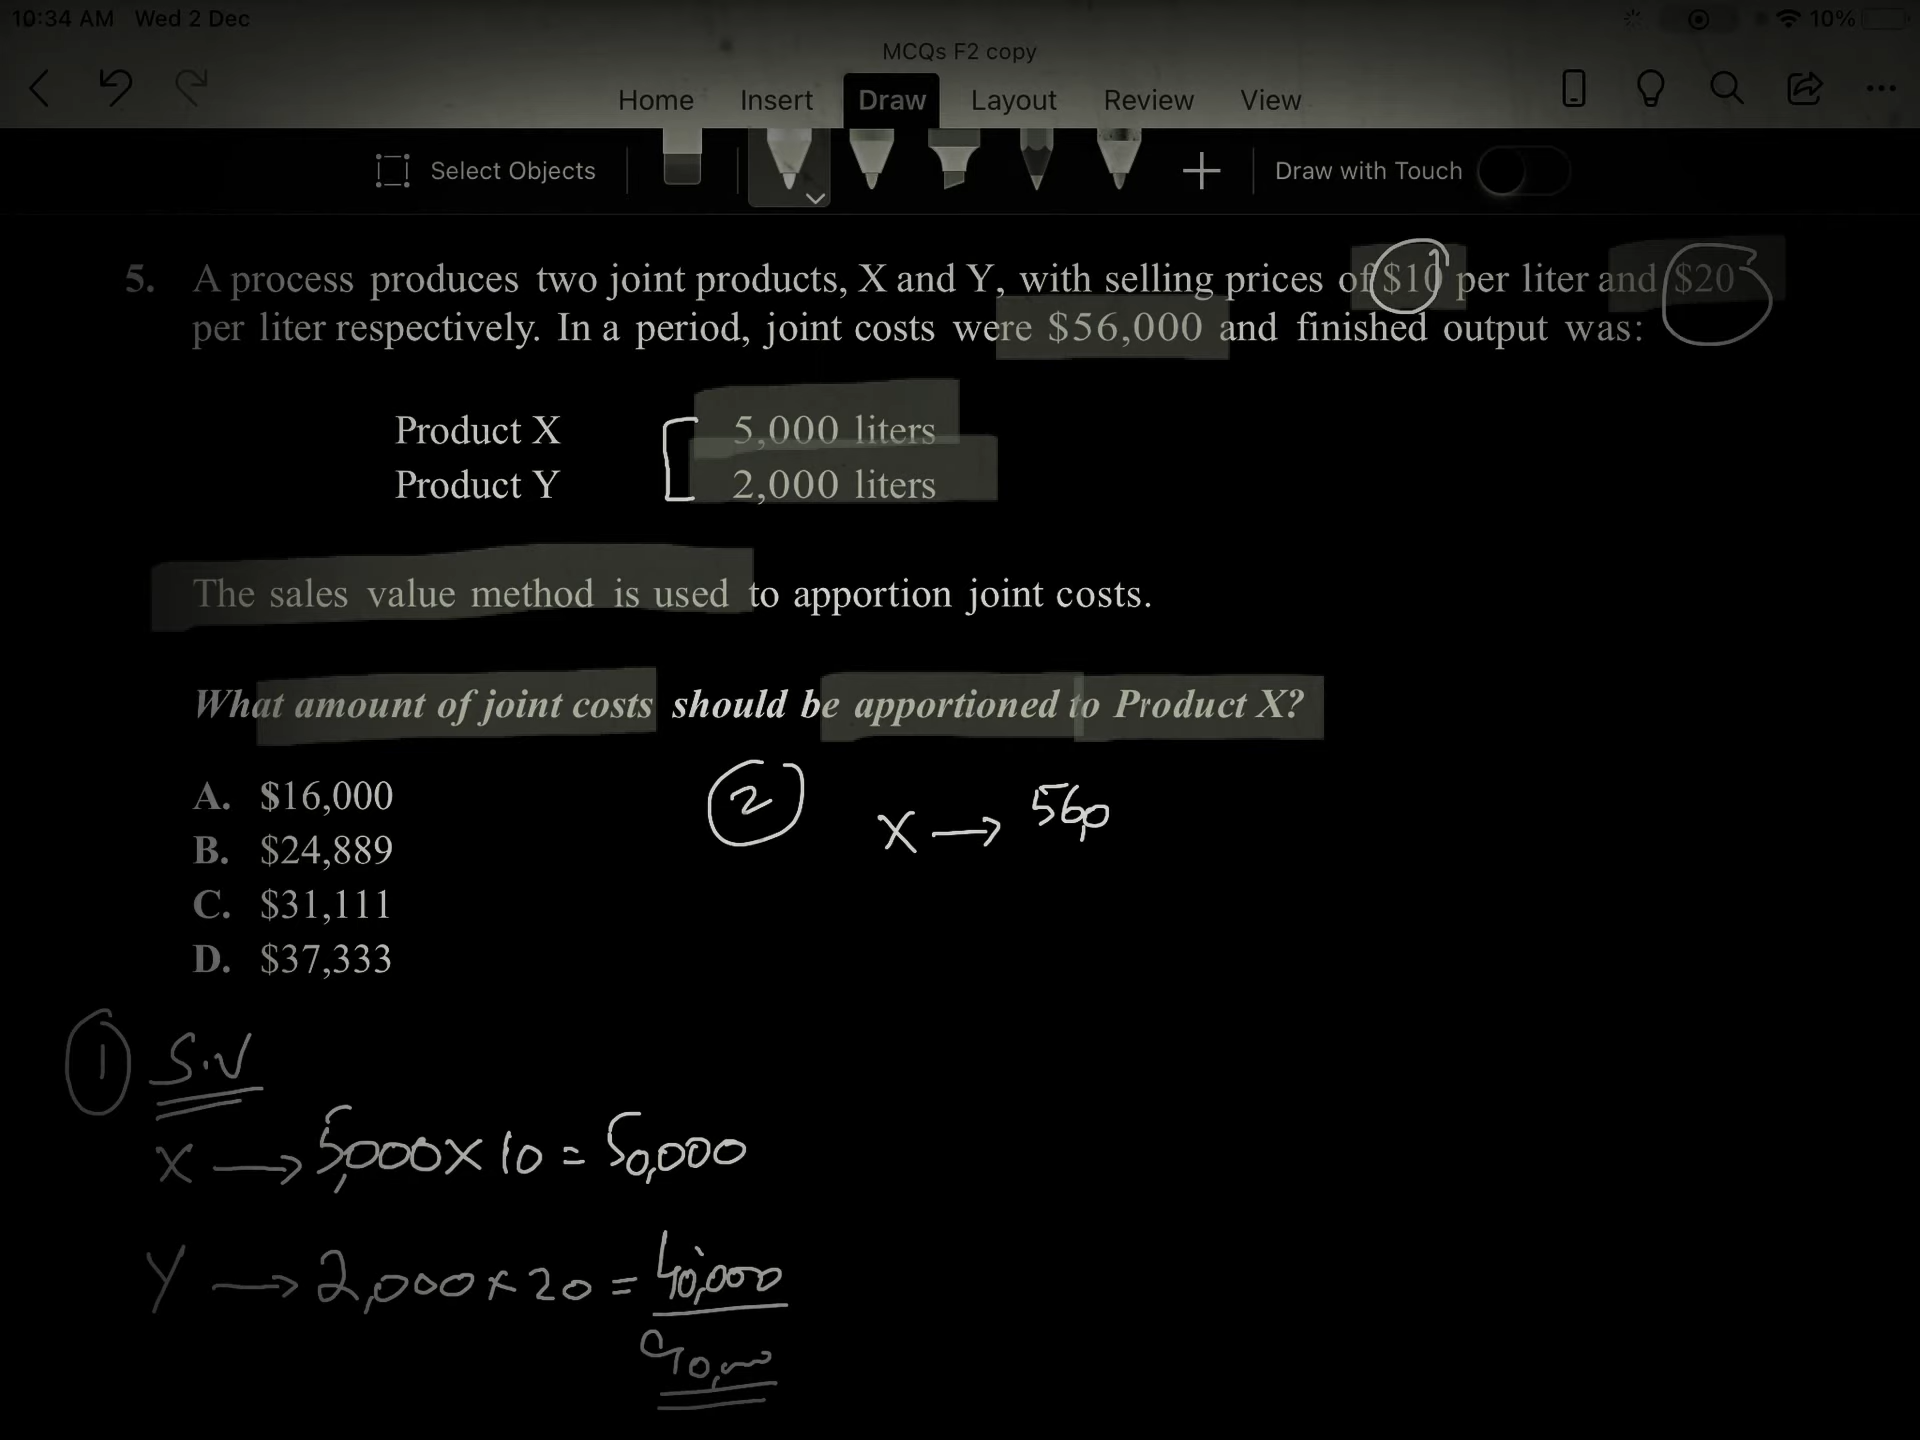 10:34 AM Wed 2 Dec
10%
MCQs F2 copy
Home Insert Draw Layout Review View
Select Objects
Draw with Touch
5. A process produces two joint products, X and Y, with selling prices of $10 per liter and $20
per liter respectively. In a period, joint costs were $56,000 and finished output was:
Product X 5,000 liters
Product Y 2,000 liters
The sales value method is used to apportion joint costs.
What amount of joint costs should be apportioned to Product X?
A. $16,000
B. $24,889
C. $31,111
D. $37,333
2 X → 56,0
1 S.V
X → 5,000 × 10 = 50,000
Y → 2,000 × 20 = 40,000
90,000